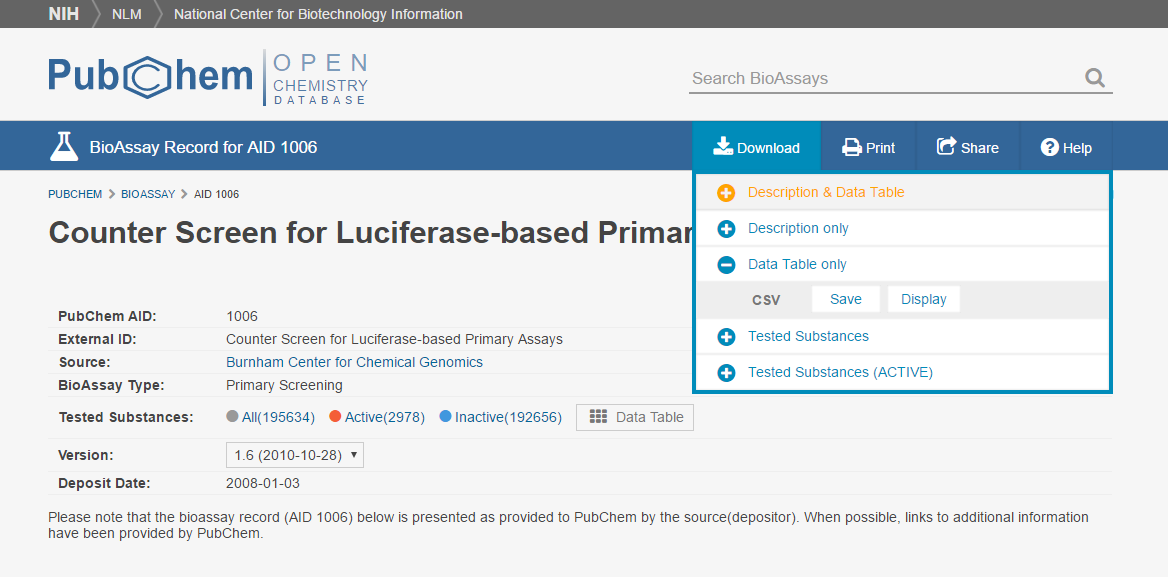 NIH NLM National Center for Biotechnology Information
PubChem OPEN CHEMISTRY DATABASE
Search BioAssays
BioAssay Record for AID 1006
Download Print Share Help
PUBCHEM BIOASSAY AID 1006
Description & Data Table
Description only
Data Table only
CSV Save Display
Tested Substances
Tested Substances (ACTIVE)
Counter Screen for Luciferase-based
PubChem AID: 1006
External ID: Counter Screen for Luciferase-based Primary Assays
Source: Burnham Center for Chemical Genomics
BioAssay Type: Primary Screening
Tested Substances: All(195634) Active(2978) Inactive(192656) Data Table
Version: 1.6 (2010-10-28)
Deposit Date: 2008-01-03
Please note that the bioassay record (AID 1006) below is presented as provided to PubChem by the source(depositor). When possible, links to additional information
have been provided by PubChem.